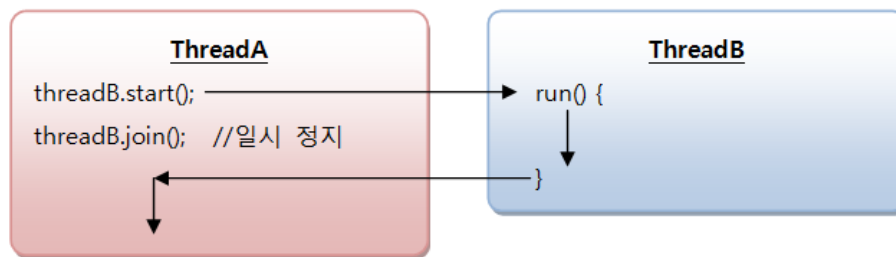 ThreadA
threadB.start();
threadB.join(); //일시 정지
ThreadB
run() {
}